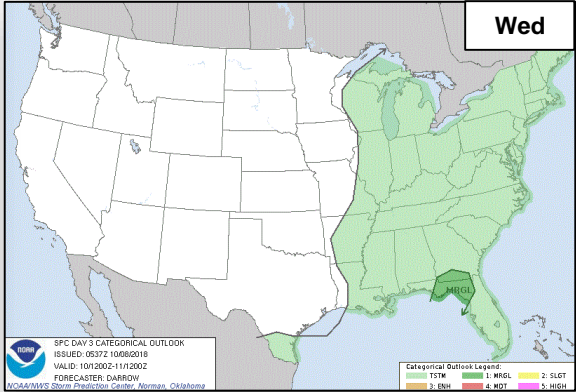 Wed
MRGL
NOAA
SPC DAY 3 CATEGORICAL OUTLOOK
ISSUED: 0537Z 10/08/2018
VALID: 10/1200Z-11/1200Z
FORECASTER: DARROW
NOAA/NWS Storm Prediction Center, Norman, Oklahoma
Categorical Outlook Legend:
TSTM 1: MRGL 2: SLGT
3: ENH 4: MDT 5: HIGH